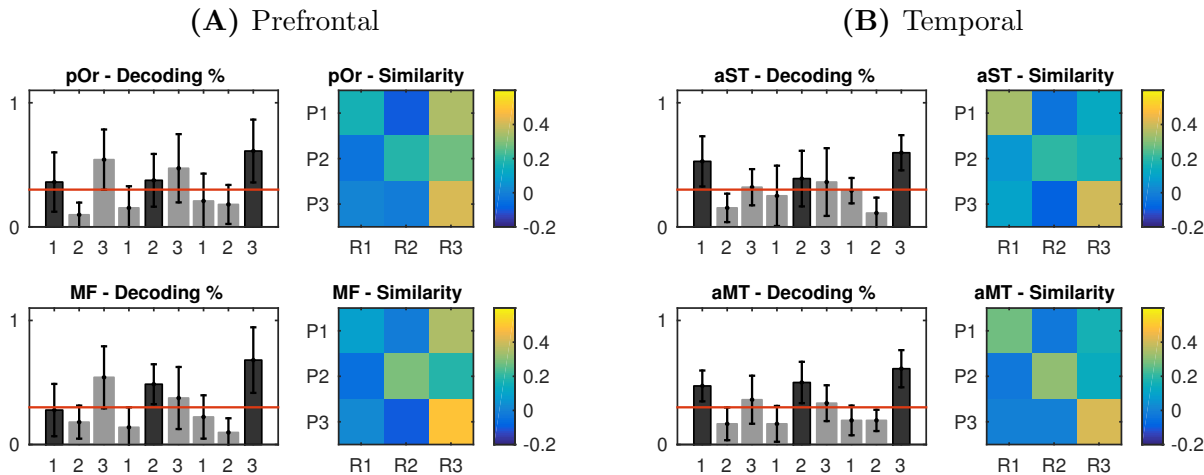 (A) Prefrontal
(B) Temporal
pOr - Decoding %
pOr - Similarity
aST - Decoding %
aST - Similarity
1
0
1 2 3 1 2 3 1 2 3
P1
P2
P3
R1 R2 R3
0.4
0.2
0
-0.2
1
0
1 2 3 1 2 3 1 2 3
P1
P2
P3
R1 R2 R3
0.4
0.2
0
-0.2
MF - Decoding %
MF - Similarity
aMT - Decoding %
aMT - Similarity
1
0
1 2 3 1 2 3 1 2 3
P1
P2
P3
R1 R2 R3
0.4
0.2
0
-0.2
1
0
1 2 3 1 2 3 1 2 3
P1
P2
P3
R1 R2 R3
0.4
0.2
0
-0.2